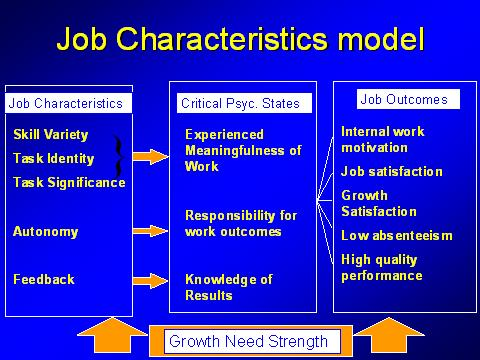 Job Characteristics model
Job Characteristics
Skill Variety
Task Identity
Task Significance
Autonomy
Feedback
Critical Psyc. States
Experienced
Meaningfulness of
Work
Responsibility for
work outcomes
Knowledge of
Results
Job Outcomes
Internal work
motivation
Job satisfaction
Growth
Satisfaction
Low absenteeism
High quality
performance
Growth Need Strength